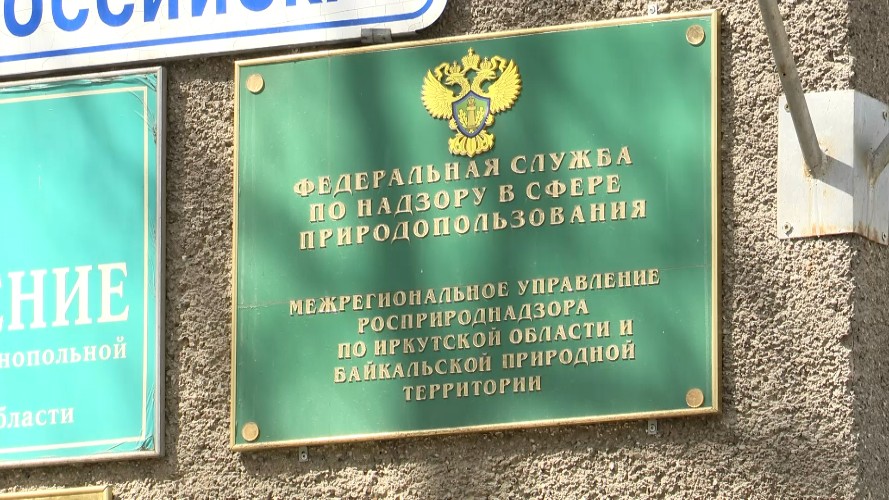 ФЕДЕРАЛЬНАЯ СЛУЖБА
ПО НАДЗОРУ В СФЕРЕ
ПРИРОДОПОЛЬЗОВАНИЯ
МЕЖРЕГИОНАЛЬНОЕ УПРАВЛЕНИЕ
РОСПРИРОДНАДЗОРА
ПО ИРКУТСКОЙ ОБЛАСТИ И
БАЙКАЛЬСКОЙ ПРИРОДНОЙ
ТЕРРИТОРИИ
ЕНИЕ
нопольной
бласти